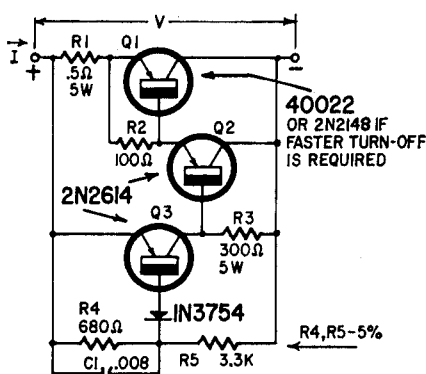 V
I
+
R1
.5Ω
5W
Q1
-
40022
OR 2N2148 IF
FASTER TURN-OFF
IS REQUIRED
R2
100Ω
Q2
2N2614
Q3
R3
300Ω
5W
1N3754
R4
680Ω
C1 .008
R5 3.3K
R4,R5-5%